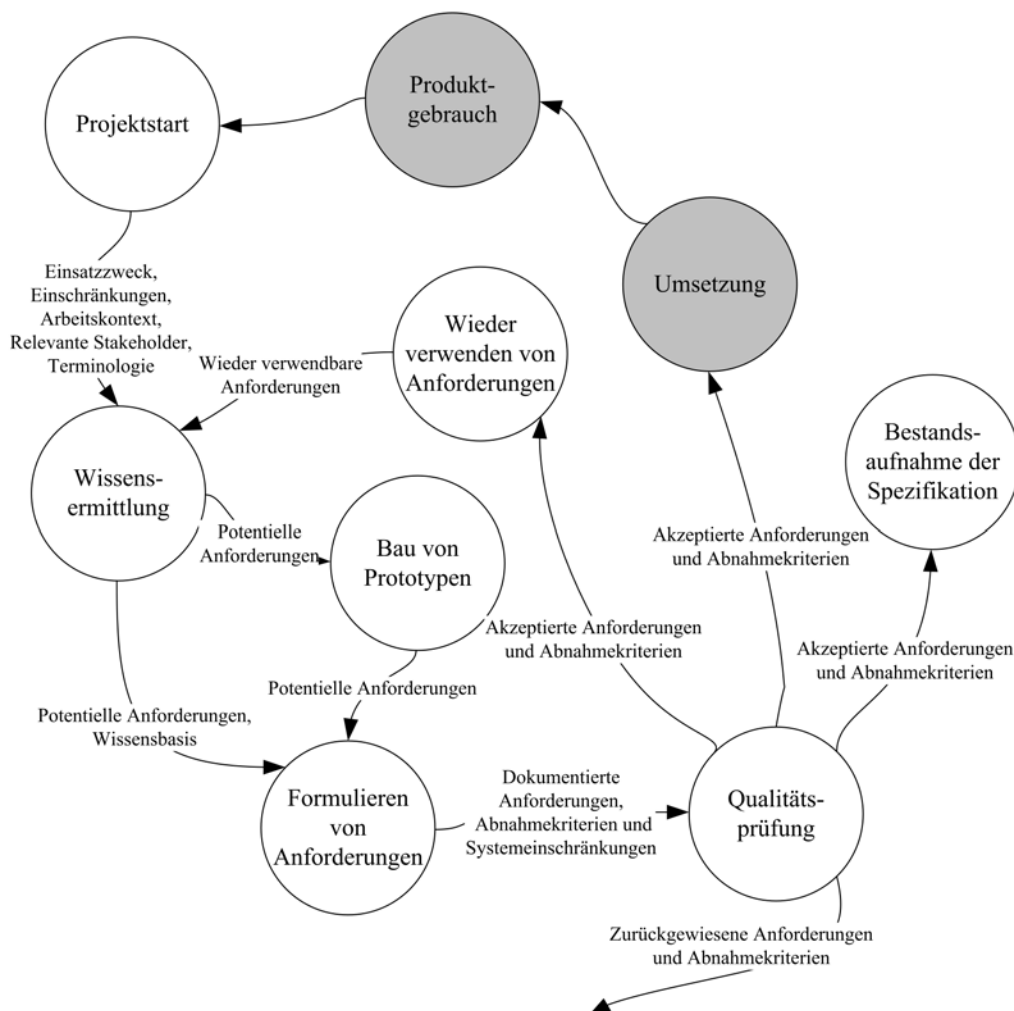 Produkt-
gebrauch
Projektstart
Umsetzung
Einsatzzweck,
Einschränkungen,
Arbeitskontext,
Relevante Stakeholder,
Terminologie
Wieder
verwenden von
Anforderungen
Wieder verwendbare
Anforderungen
Bestands-
aufnahme der
Spezifikation
Wissens-
ermittlung
Potentielle
Anforderungen
Bau von
Prototypen
Akzeptierte Anforderungen
und Abnahmekriterien
Akzeptierte Anforderungen
und Abnahmekriterien
Akzeptierte Anforderungen
und Abnahmekriterien
Potentielle Anforderungen
Potentielle Anforderungen,
Wissensbasis
Formulieren
von
Anforderungen
Dokumentierte
Anforderungen,
Abnahmekriterien und
Systemeinschränkungen
Qualitäts-
prüfung
Zurückgewiesene Anforderungen
und Abnahmekriterien